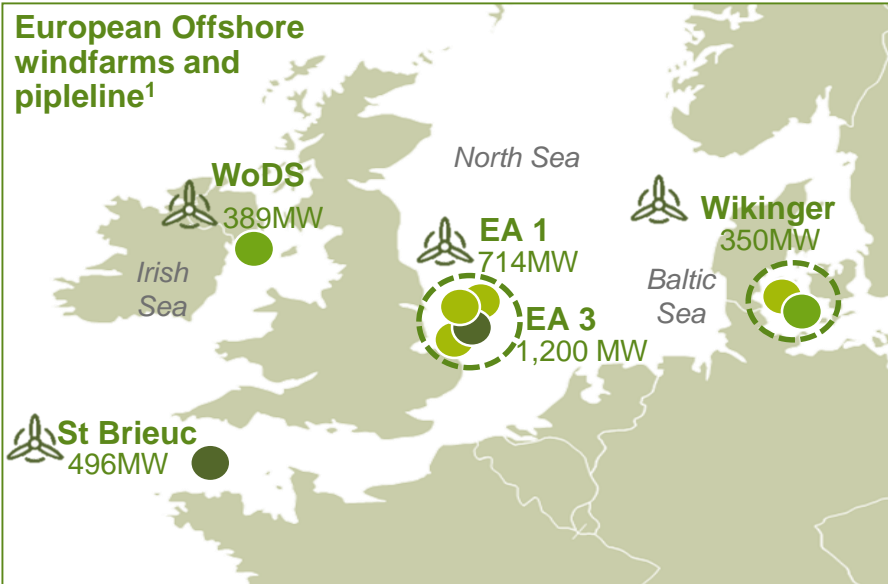 European Offshore
windfarms and
pipleline¹
North Sea
WoDS
389MW
Wikinger
350MW
EA 1
714MW
Irish
Sea
Baltic
Sea
EA 3
1,200 MW
St Brieuc
496MW